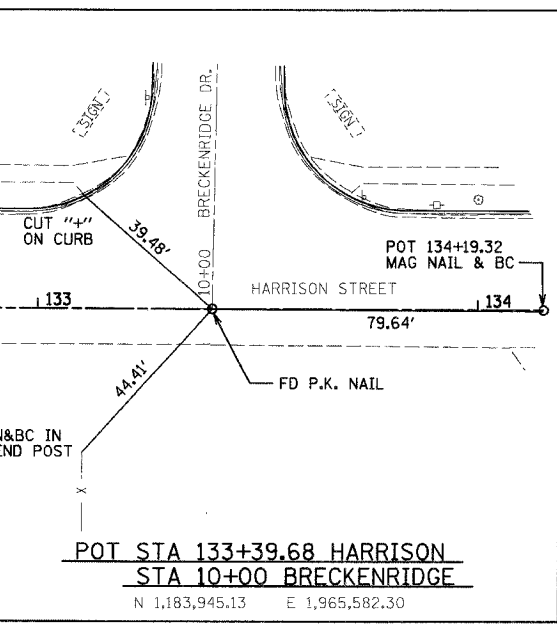 [SIGN]
[SIGN]
10+00 BRECKENRIDGE DR.
CUT "+"
ON CURB
39.48'
POT 134+19.32
MAG NAIL & BC
HARRISON STREET
133
134
79.64'
44.41'
FD P.K. NAIL
N&BC IN
END POST
X
POT STA 133+39.68 HARRISON
STA 10+00 BRECKENRIDGE
N 1,183,945.13 E 1,965,582.30